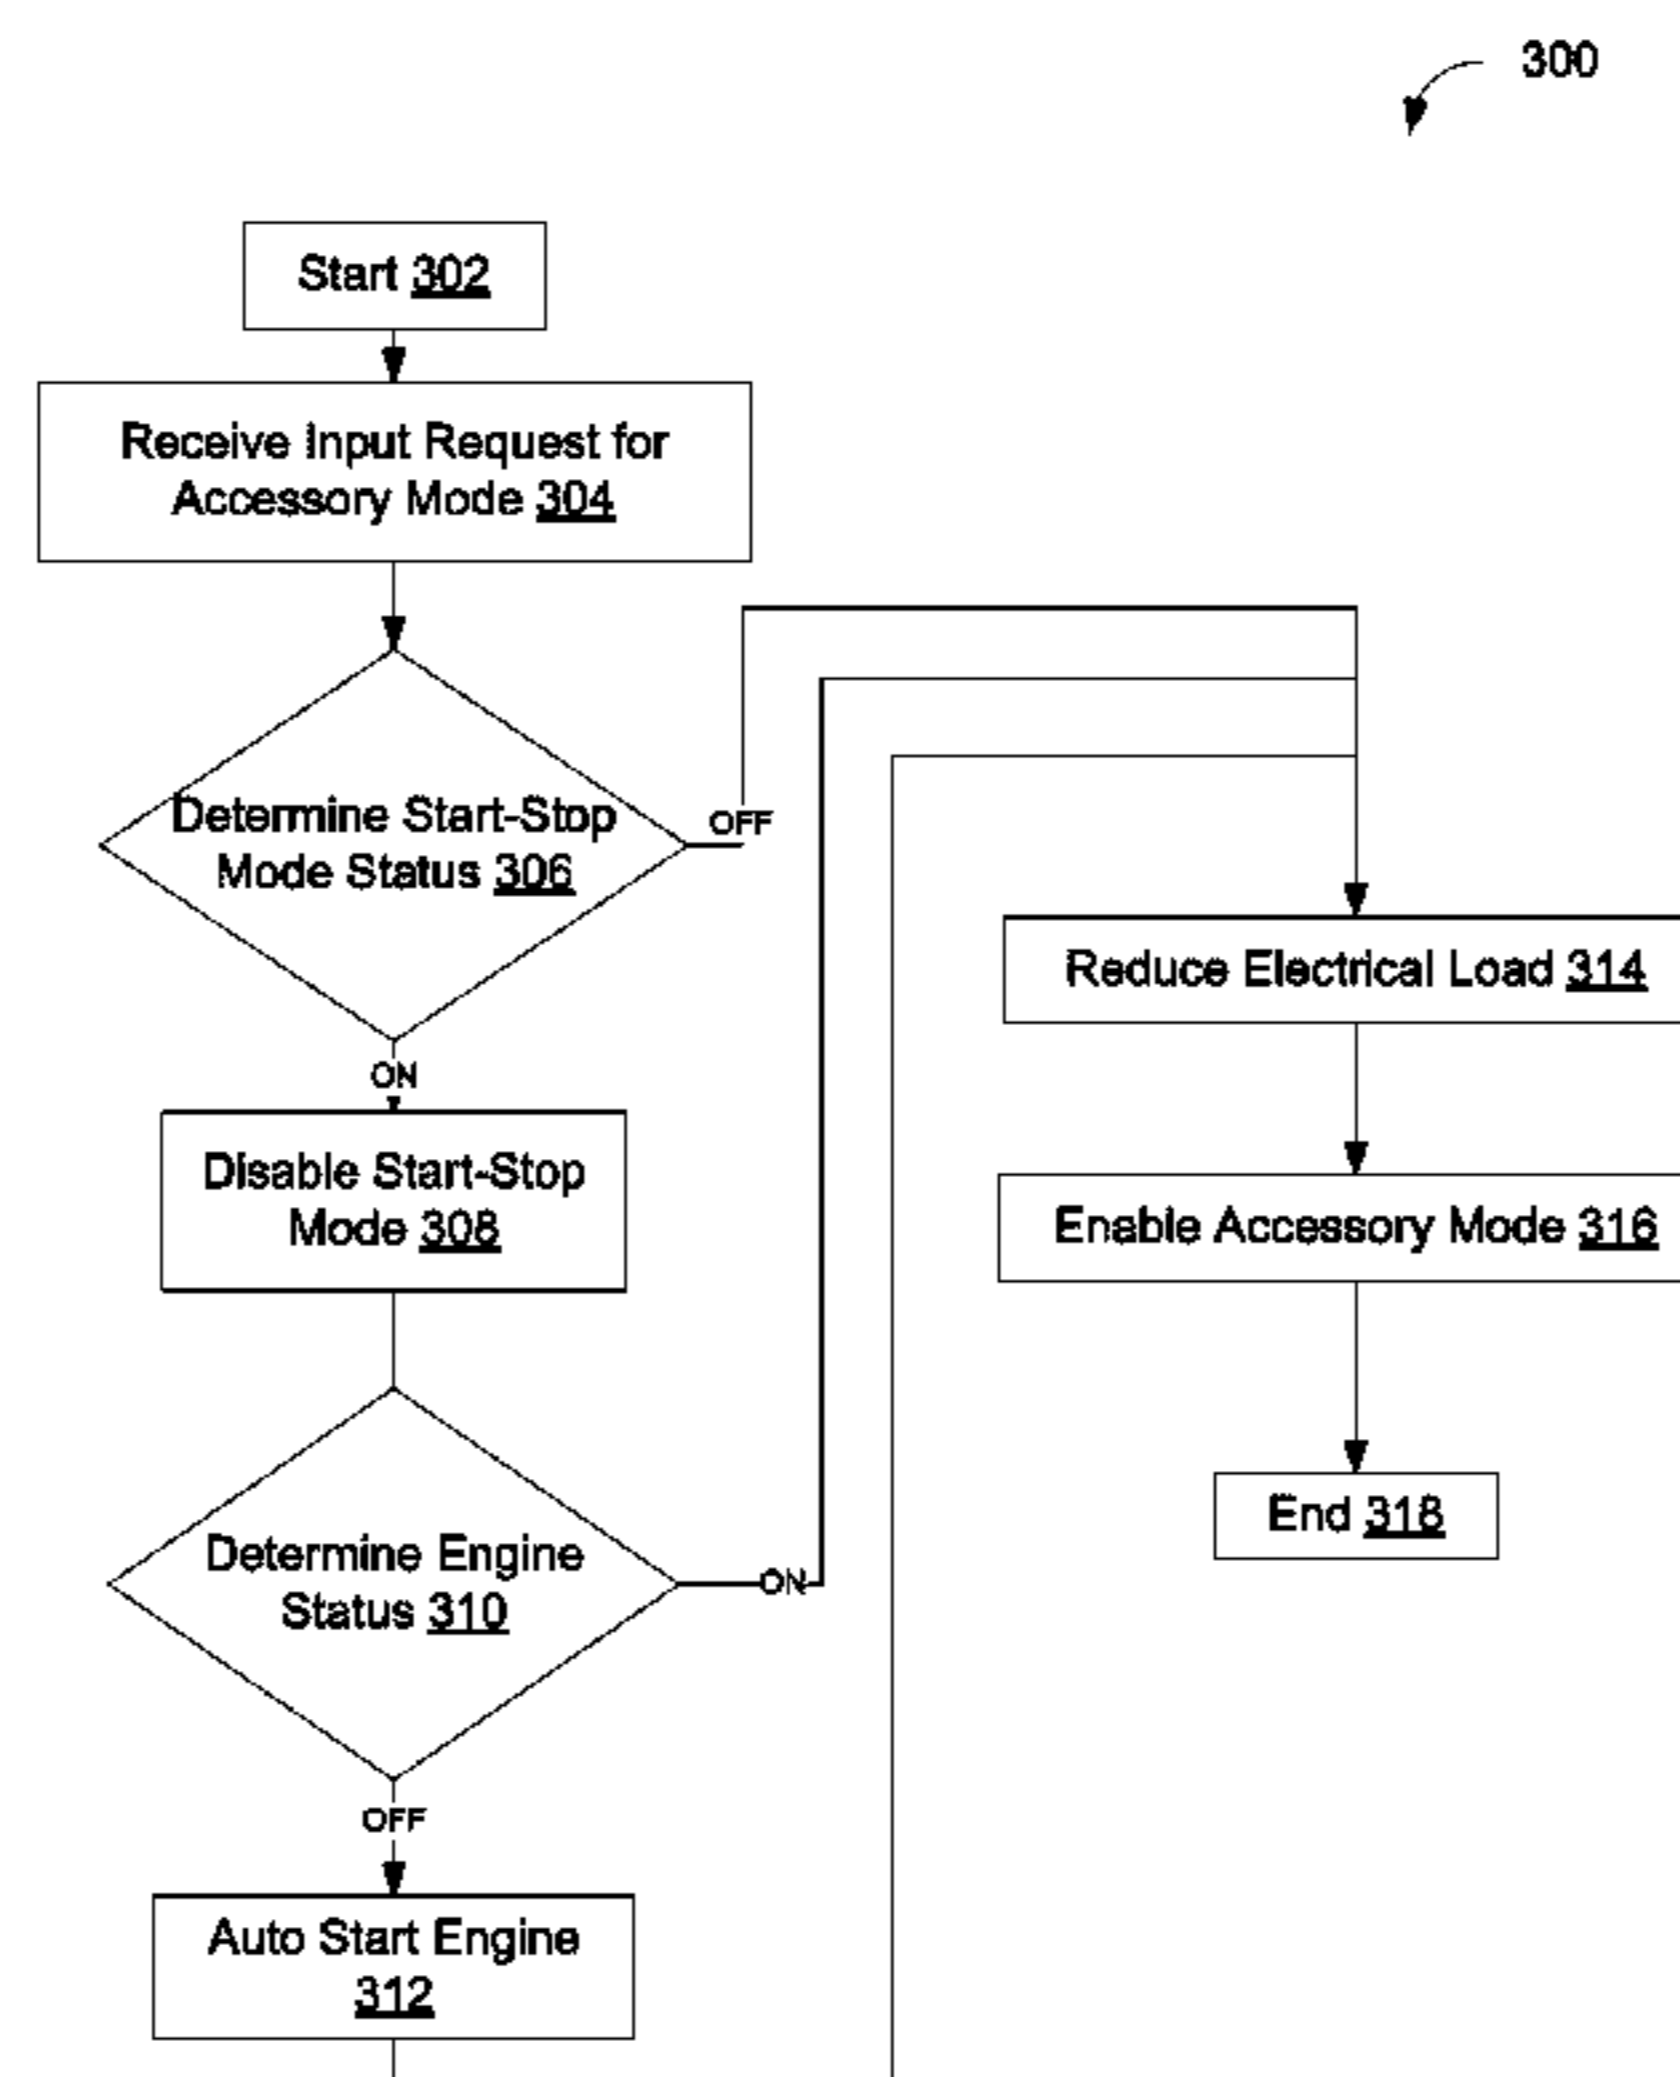 300
Start 302
Receive Input Request for
Accessory Mode 304
Determine Start-Stop
Mode Status 306
OFF
ON
Disable Start-Stop
Mode 308
Determine Engine
Status 310
ON
OFF
Auto Start Engine
312
Reduce Electrical Load 314
Enable Accessory Mode 316
End 318